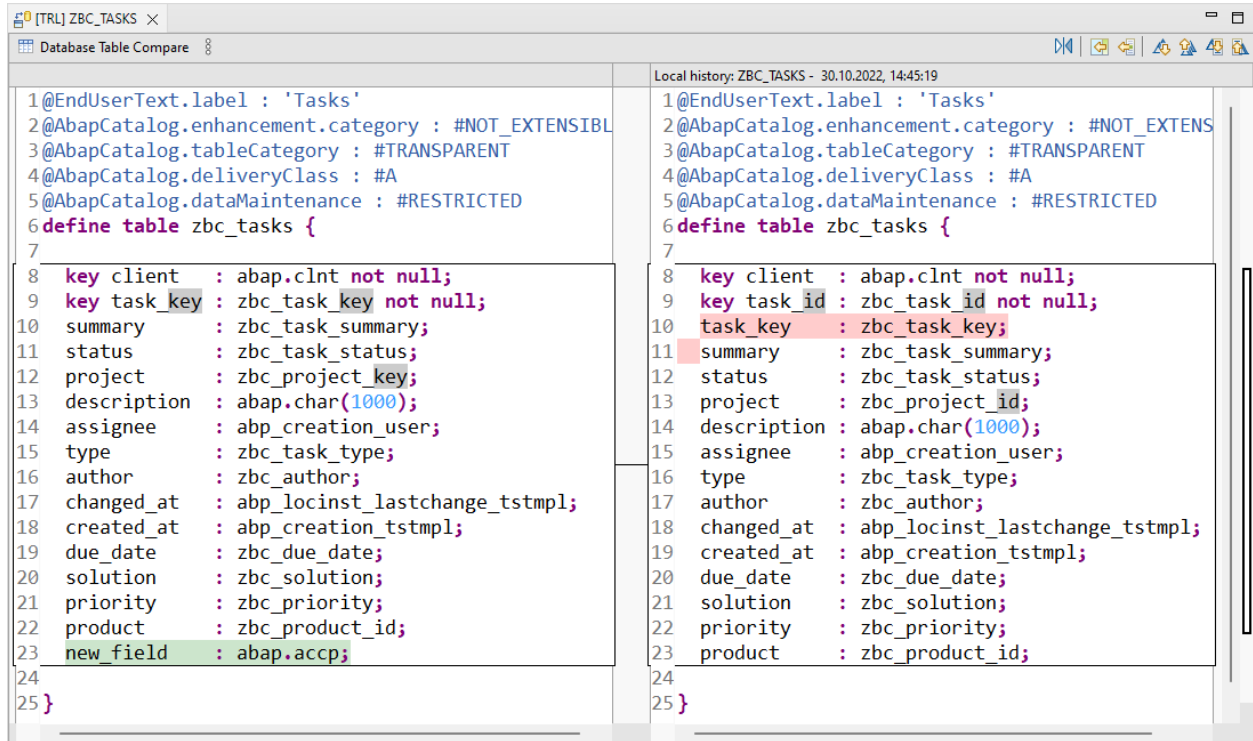 [TRL] ZBC_TASKS
Database Table Compare
Local history: ZBC_TASKS - 30.10.2022, 14:45:19
1 @EndUserText.label : 'Tasks'
2 @AbapCatalog.enhancement.category : #NOT_EXTENSIBL
3 @AbapCatalog.tableCategory : #TRANSPARENT
4 @AbapCatalog.deliveryClass : #A
5 @AbapCatalog.dataMaintenance : #RESTRICTED
6 define table zbc_tasks {
7
8 key client : abap.clnt not null;
9 key task_key : zbc_task_key not null;
10 summary : zbc_task_summary;
11 status : zbc_task_status;
12 project : zbc_project_key;
13 description : abap.char(1000);
14 assignee : abp_creation_user;
15 type : zbc_task_type;
16 author : zbc_author;
17 changed_at : abp_locinst_lastchange_tstmpl;
18 created_at : abp_creation_tstmpl;
19 due_date : zbc_due_date;
20 solution : zbc_solution;
21 priority : zbc_priority;
22 product : zbc_product_id;
23 new_field : abap.accp;
24
25 }
1 @EndUserText.label : 'Tasks'
2 @AbapCatalog.enhancement.category : #NOT_EXTENS
3 @AbapCatalog.tableCategory : #TRANSPARENT
4 @AbapCatalog.deliveryClass : #A
5 @AbapCatalog.dataMaintenance : #RESTRICTED
6 define table zbc_tasks {
7
8 key client : abap.clnt not null;
9 key task_id : zbc_task_id not null;
10 task_key : zbc_task_key;
11 summary : zbc_task_summary;
12 status : zbc_task_status;
13 project : zbc_project_id;
14 description : abap.char(1000);
15 assignee : abp_creation_user;
16 type : zbc_task_type;
17 author : zbc_author;
18 changed_at : abp_locinst_lastchange_tstmpl;
19 created_at : abp_creation_tstmpl;
20 due_date : zbc_due_date;
21 solution : zbc_solution;
22 priority : zbc_priority;
23 product : zbc_product_id;
24
25 }